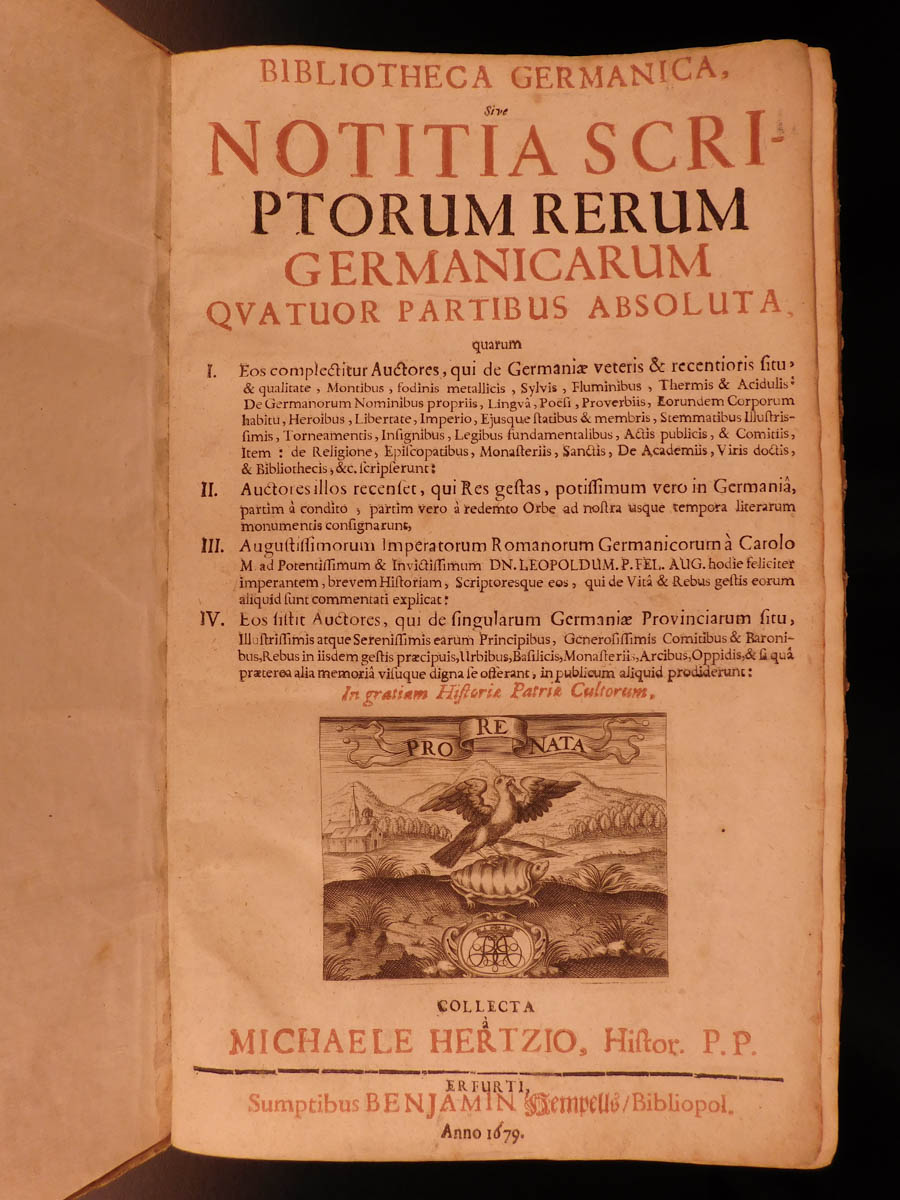 BIBLIOTHECA GERMANICA,
Sive
NOTITIA SCRI-
PTORUM RERUM
GERMANICARUM
QVATUOR PARTIBUS ABSOLUTA,
quarum
I. Eos complectitur Auctores, qui de Germaniæ veteris & recentioris ſitu,
& qualitate, Montibus, fodinis metallicis, Sylvis, Fluminibus, Thermis & Acidulis:
De Germanorum Nominibus propriis, Lingvâ, Poëſi, Proverbiis, Eorundem Corporum
habitu, Heroibus, Libertate, Imperio, Ejusque ſtatibus & membris, Stemmatibus Illuſtriſ-
ſimis, Torneamentis, Inſignibus, Legibus fundamentalibus, Actis publicis, & Comitiis,
Item: de Religione, Epiſcopatibus, Monaſteriis, Sanctis, De Academiis, Viris doctis,
& Bibliothecis, &c. ſcripſerunt:
II. Auctores illos recenſet, qui Res geſtas, potiſſimum vero in Germaniâ,
partim à condito, partim vero à redemto Orbe ad noſtra usque tempora literarum
monumentis conſignarunt,
III. Auguſtiſſimorum Imperatorum Romanorum Germanicorum à Carolo
M. ad Potentiſſimum & Invictiſſimum DN. LEOPOLDUM. P. FEL. AUG. hodie feliciter
imperantem, brevem Hiſtoriam, Scriptoresque eos, qui de Vitâ & Rebus geſtis eorum
aliquid ſunt commentati explicat:
IV. Eos ſiſtit Auctores, qui de ſingularum Germaniæ Provinciarum ſitu,
Illuſtriſſimis atque Sereniſſimis earum Principibus, Generoſiſſimis Comitibus & Baroni-
bus, Rebus in iisdem geſtis præcipuis, Urbibus, Baſilicis, Monaſteriis, Arcibus, Oppidis, & ſi quâ
præterea alia memoriâ viſuque digna ſe offerant, in publicum aliquid prodiderunt:
In gratiam Hiſtoriæ Patriæ Cultorum.
PRO RE NATA
COLLECTA
à
MICHAELE HERTZIO, Hiſtor. P. P.
ERFURTI,
Sumptibus BENJAMIN Hempells/Bibliopol.
Anno 1679.